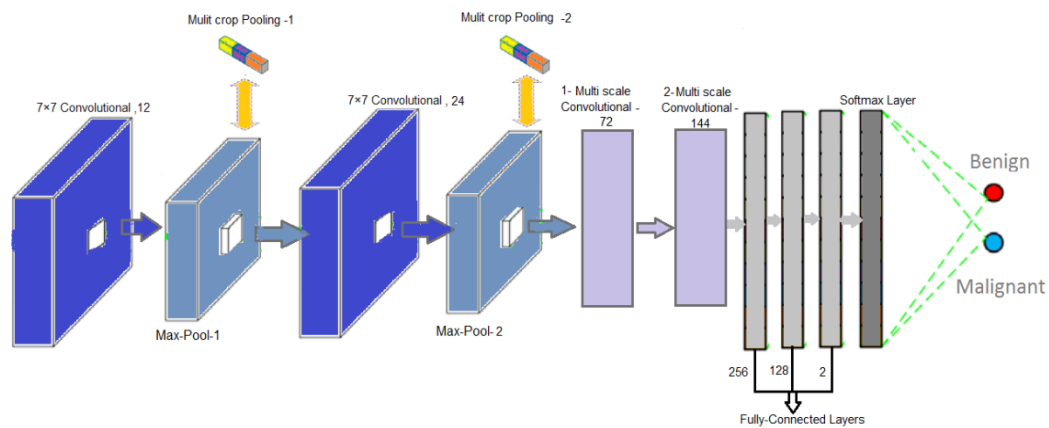 Mulit crop Pooling -1
Mulit crop Pooling -2
7×7 Convolutional ,12
7×7 Convolutional , 24
1- Multi scale
Convolutional -
72
2-Multi scale
Convolutional -
144
Softmax Layer
Benign
Malignant
Max-Pool-1
Max-Pool-2
256
128
2
Fully-Connected Layers